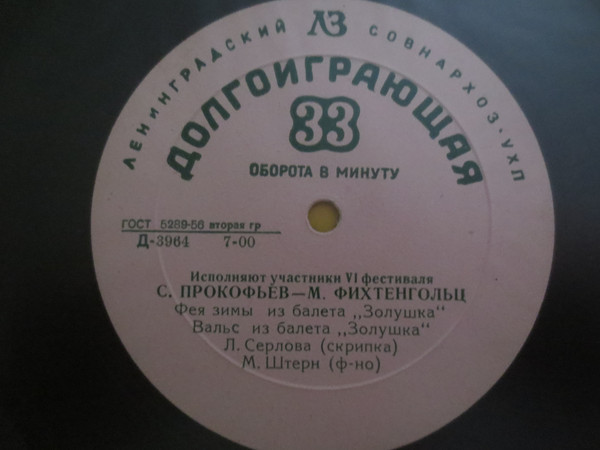 ЛЕНИНГРАДСКИЙ ЛЗ СОВНАРХОЗ·УХП
ДОЛГОИГРАЮЩАЯ
33
ОБОРОТА В МИНУТУ
ГОСТ 5289-56 вторая гр
Д-3964 7-00
Исполняют участники VI фестиваля
С. ПРОКОФЬЕВ—М. ФИХТЕНГОЛЬЦ
Фея зимы из балета „Золушка“
Вальс из балета „Золушка“
Л. Серлова (скрипка)
М. Штерн (ф-но)